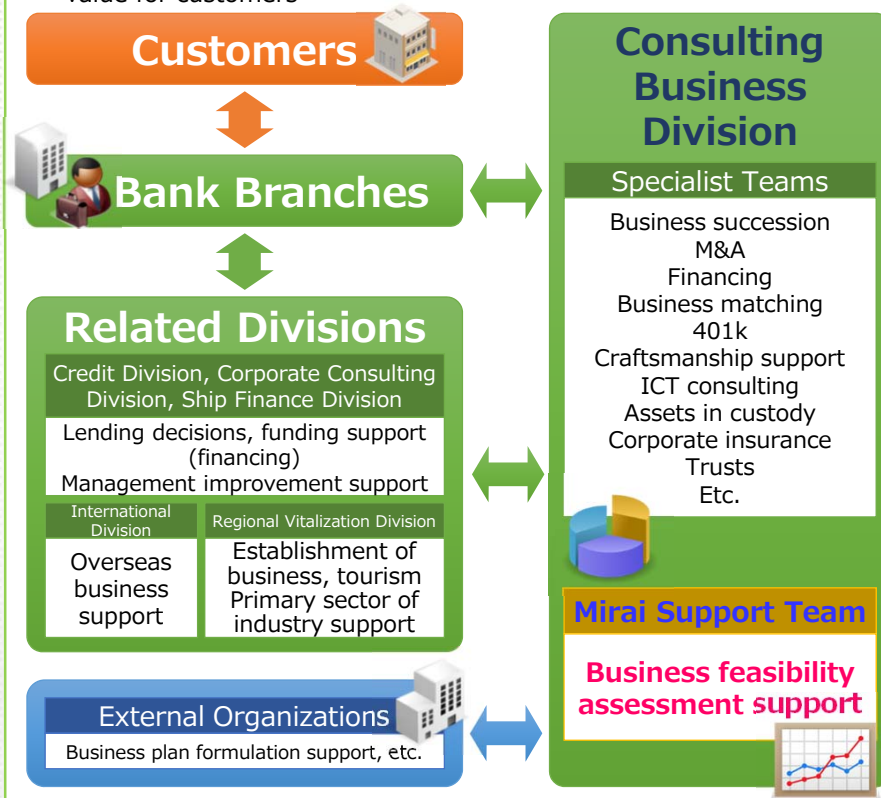 value for customers
Customers
Bank Branches
Related Divisions
Credit Division, Corporate Consulting
Division, Ship Finance Division
Lending decisions, funding support
(financing)
Management improvement support
International
Division
Overseas
business
support
Regional Vitalization Division
Establishment of
business, tourism
Primary sector of
industry support
External Organizations
Business plan formulation support, etc.
Consulting
Business
Division
Specialist Teams
Business succession
M&A
Financing
Business matching
401k
Craftsmanship support
ICT consulting
Assets in custody
Corporate insurance
Trusts
Etc.
Mirai Support Team
Business feasibility
assessment support